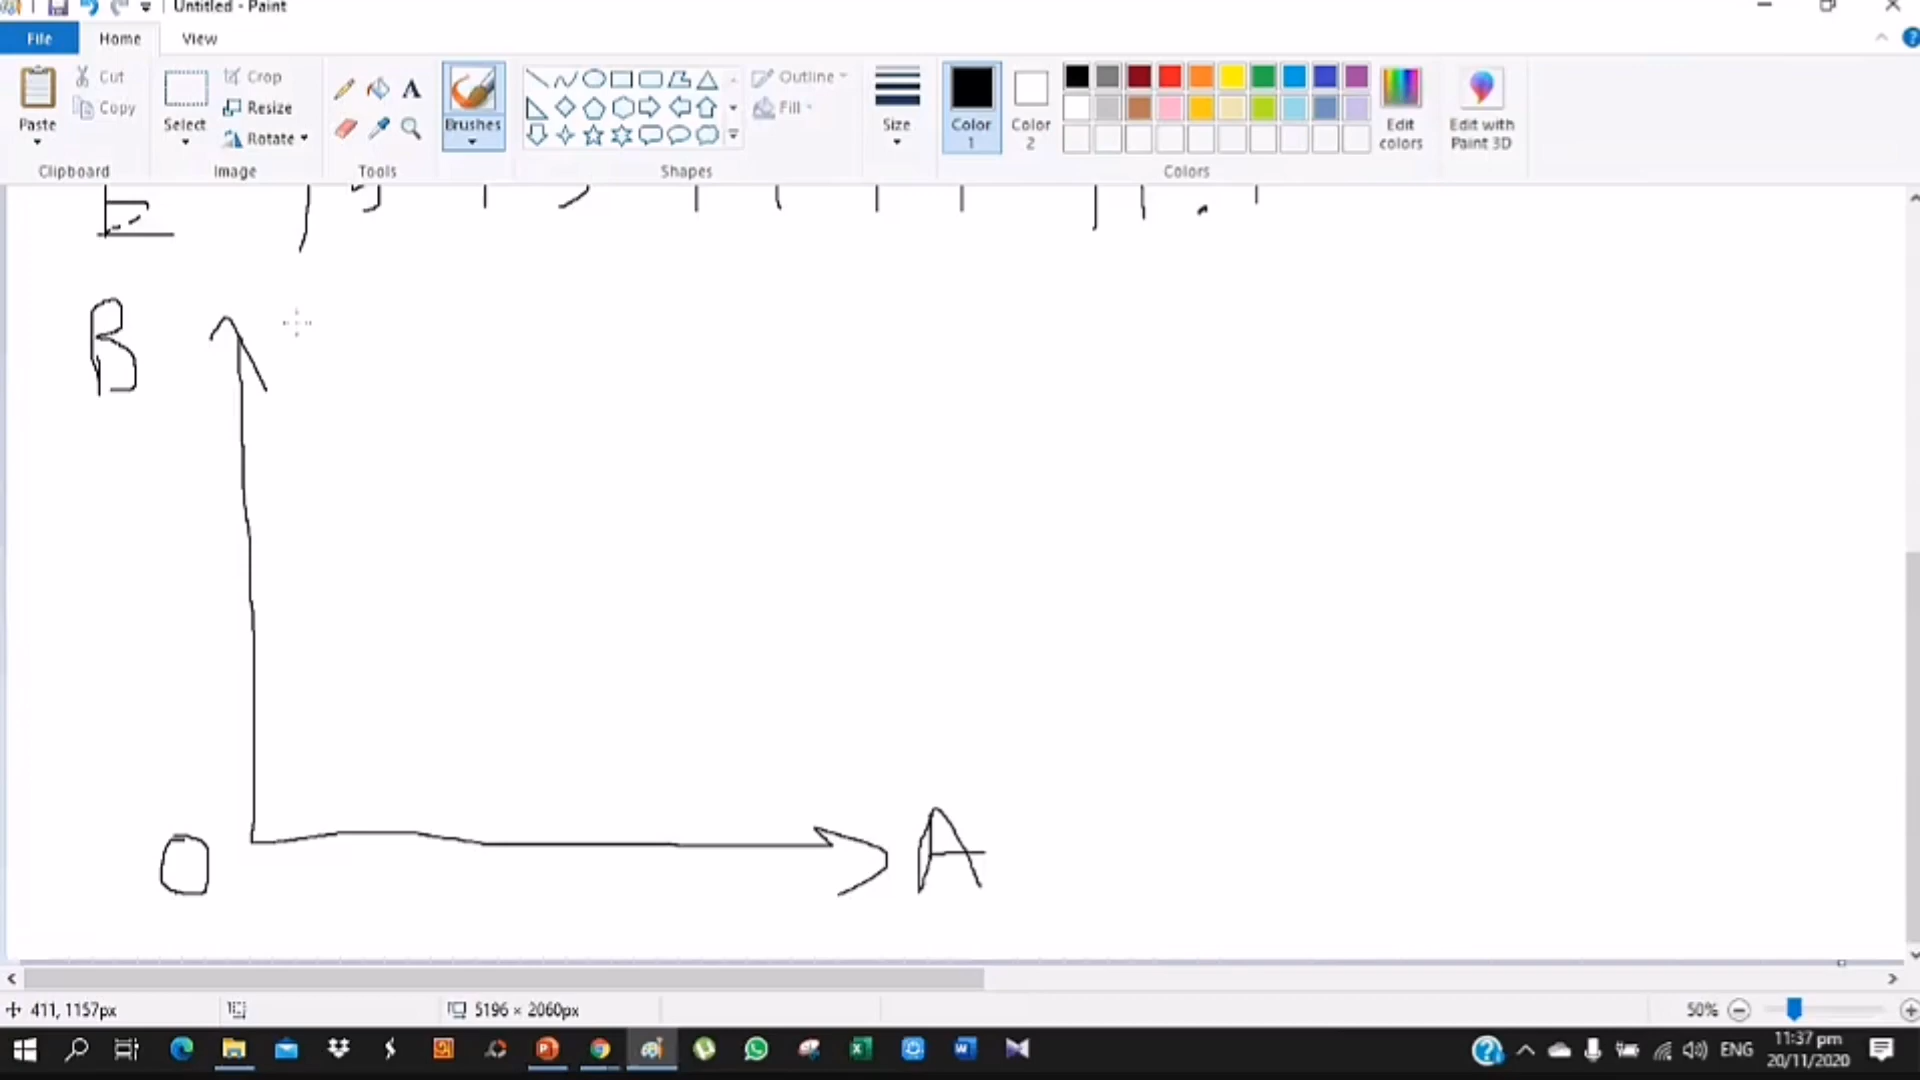 Untitled - Paint
File Home View
Cut
Copy
Paste
Clipboard
Select
Crop
Resize
Rotate
Image
Tools
Brushes
Shapes
Outline
Fill
Size
Color 1
Color 2
Colors
Edit colors
Edit with Paint 3D
B
O
A
411, 1157px
5196 × 2060px
50%
ENG
11:37 pm
20/11/2020